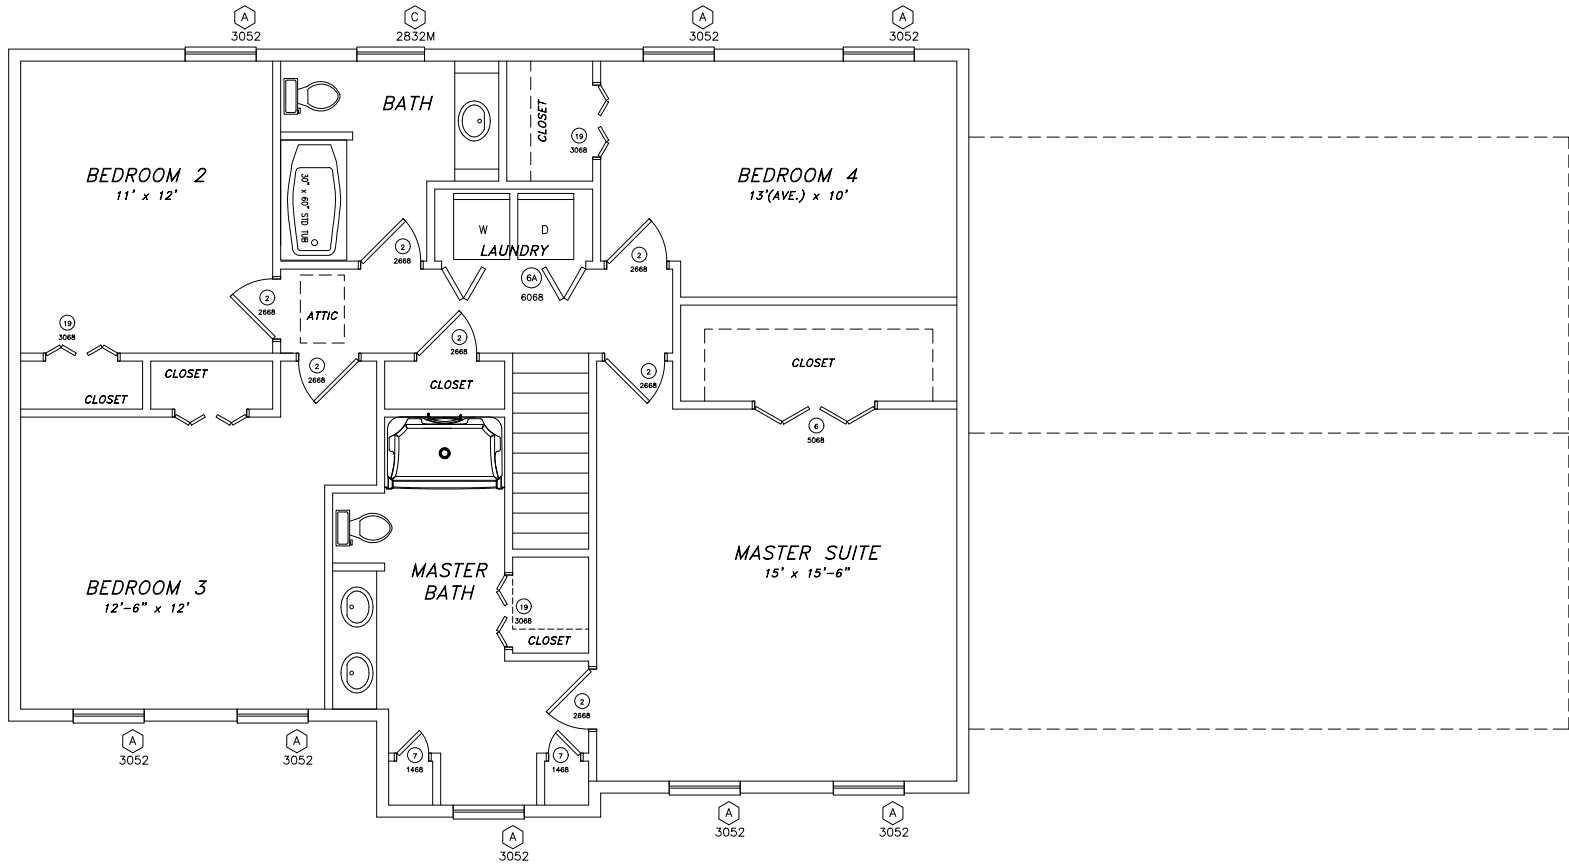 A
3052
C
2832M
A
3052
A
3052
BATH
CLOSET
19
3068
BEDROOM 2
11' x 12'
30" x 60" STD TUB
BEDROOM 4
13'(AVE.) x 10'
W
D
LAUNDRY
2
2668
2
2668
6A
6068
2
2668
ATTIC
19
3068
2
2668
2
2668
2
2668
CLOSET
CLOSET
CLOSET
CLOSET
6
5068
BEDROOM 3
12'-6" x 12'
MASTER
BATH
MASTER SUITE
15' x 15'-6"
19
3068
CLOSET
2
2668
7
1468
7
1468
A
3052
A
3052
A
3052
A
3052
A
3052